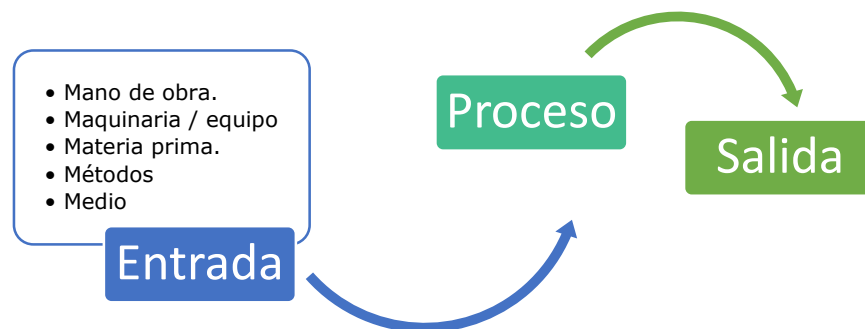 • Mano de obra.
• Maquinaria / equipo
• Materia prima.
• Métodos
• Medio
Entrada
Proceso
Salida